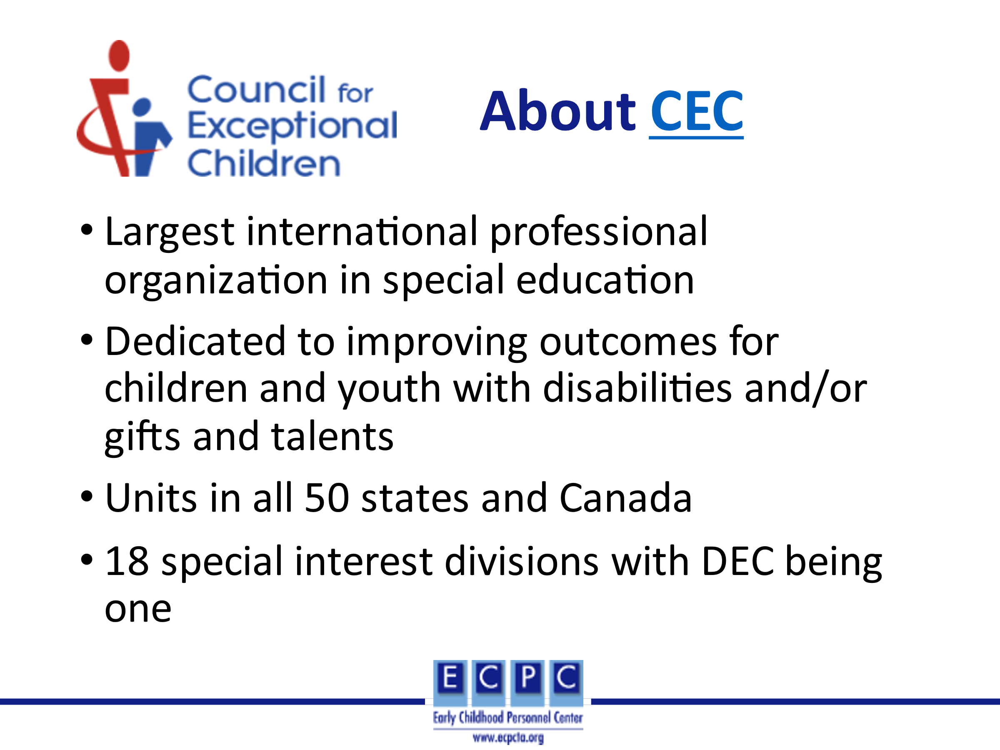 Council for
Exceptional
Children
About CEC
• Largest international professional
organization in special education
• Dedicated to improving outcomes for
children and youth with disabilities and/or
gifts and talents
• Units in all 50 states and Canada
• 18 special interest divisions with DEC being
one
E C P C
Early Childhood Personnel Center
www.ecpcta.org